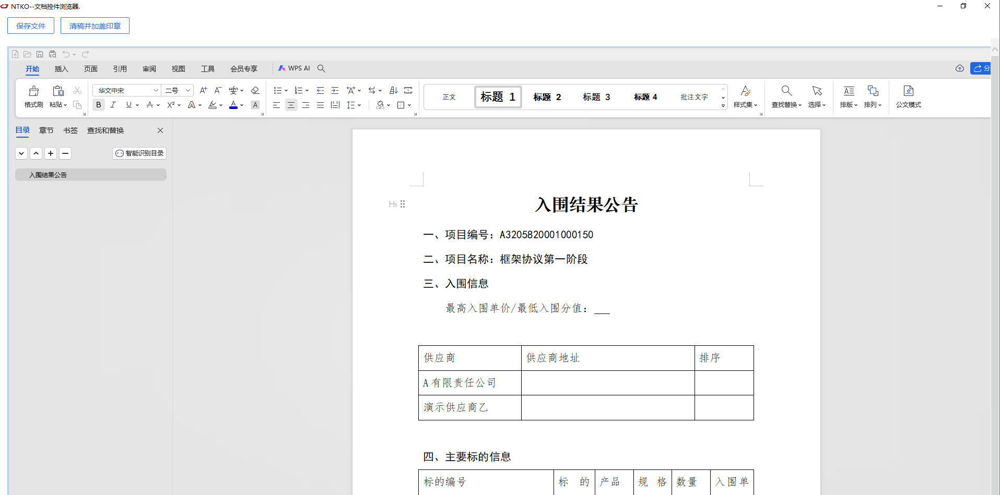 NTKO--文档控件浏览器.
保存文件 清稿并加盖印章
开始 插入 页面 引用 审阅 视图 工具 会员专享 WPS AI
格式刷 粘贴 华文中宋 二号 正文 标题 1 标题 2 标题 3 标题 4 批注文字 样式集 查找替换 选择 排版 排列 公文模式
目录 章节 书签 查找和替换
智能识别目录
入围结果公告
H1
入围结果公告
一、项目编号：A3205820001000150
二、项目名称：框架协议第一阶段
三、入围信息
最高入围单价/最低入围分值：
供应商 供应商地址 排序
A有限责任公司
演示供应商乙
四、主要标的信息
标的编号 标 的 产品 规 格 数量 入围单